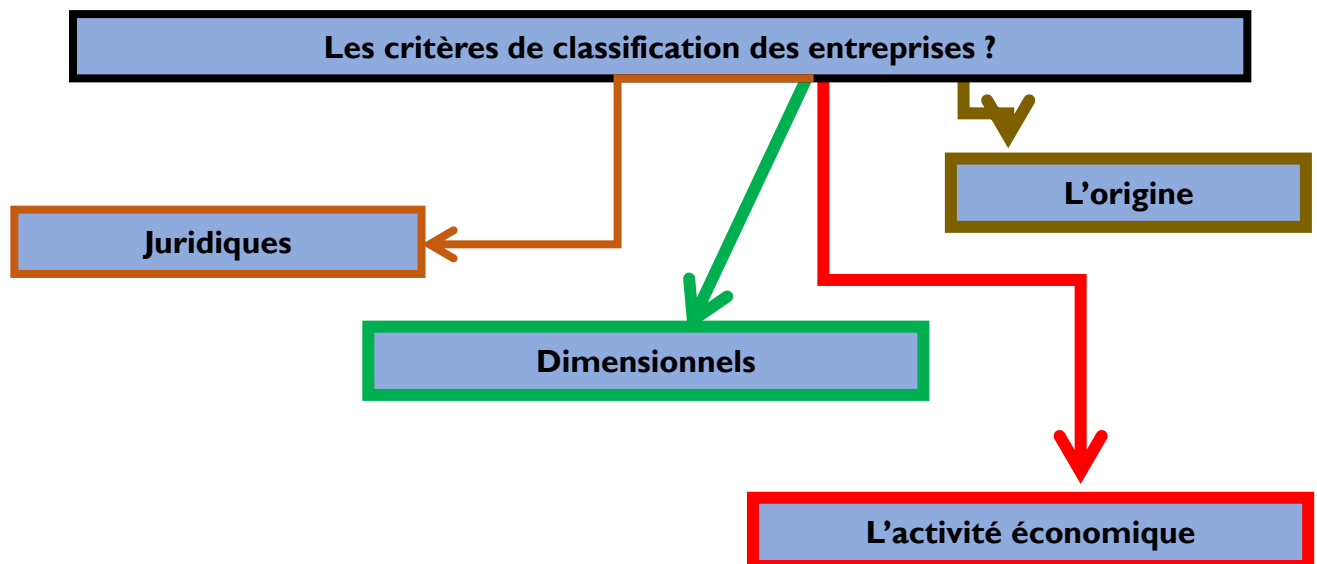 Les critères de classification des entreprises ?
L’origine
Juridiques
Dimensionnels
L’activité économique